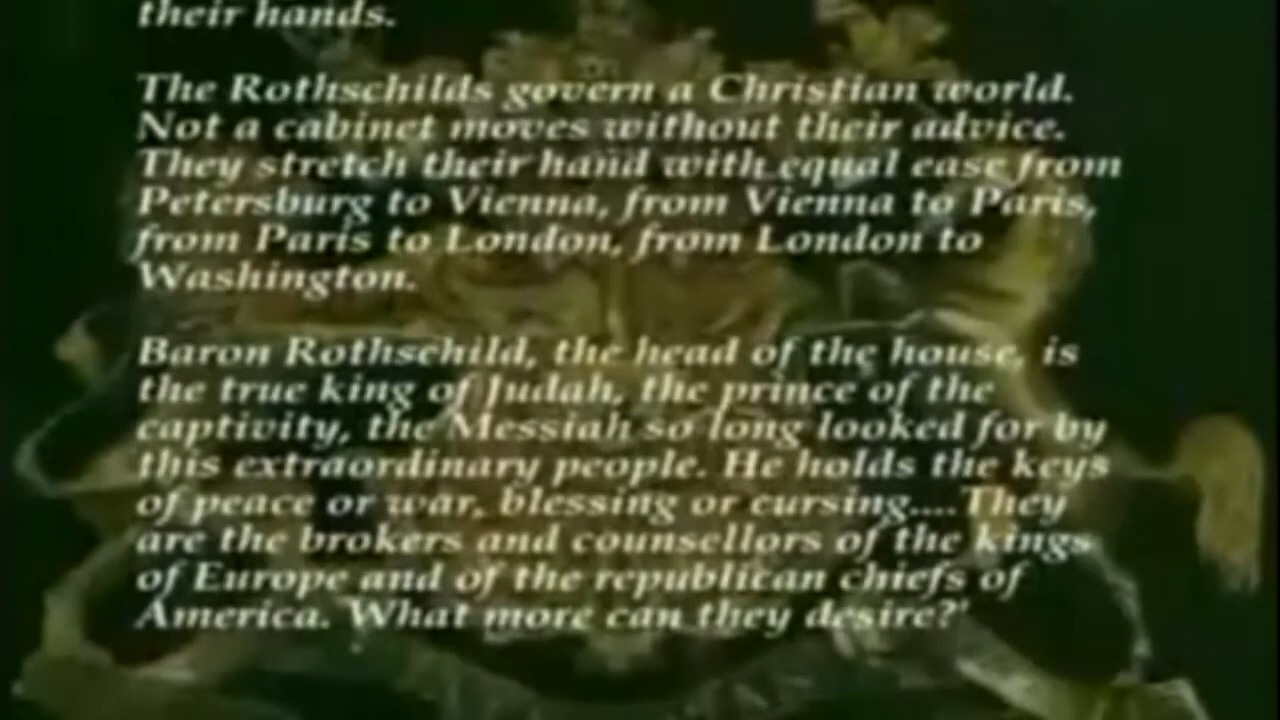 their hands.
The Rothschilds govern a Christian world.
Not a cabinet moves without their advice.
They stretch their hand with equal ease from
Petersburg to Vienna, from Vienna to Paris,
from Paris to London, from London to
Washington.
Baron Rothschild, the head of the house, is
the true king of Judah, the prince of the
captivity, the Messiah so long looked for by
this extraordinary people. He holds the keys
of peace or war, blessing or cursing....They
are the brokers and counsellors of the kings
of Europe and of the republican chiefs of
America. What more can they desire?'